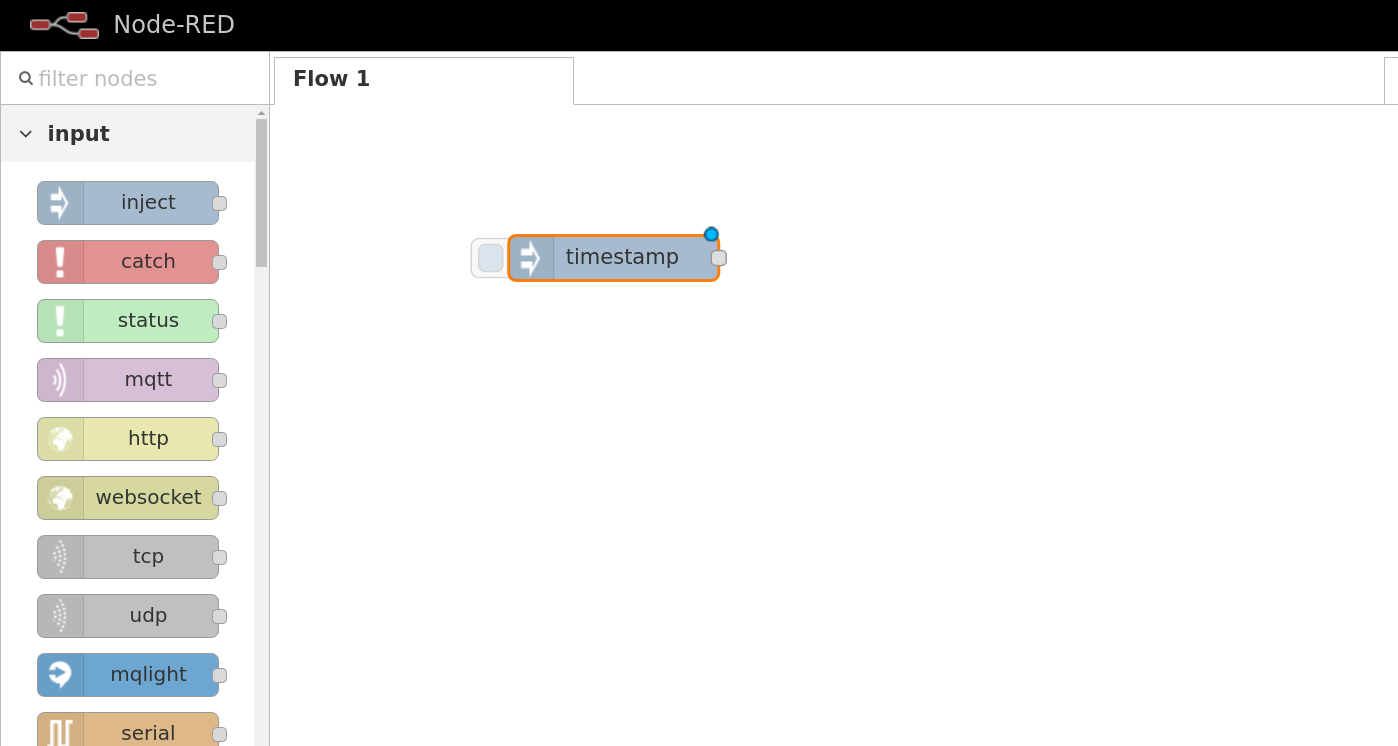 Node-RED
filter nodes
Flow 1
input
inject
catch
status
mqtt
http
websocket
tcp
udp
mqlight
serial
timestamp